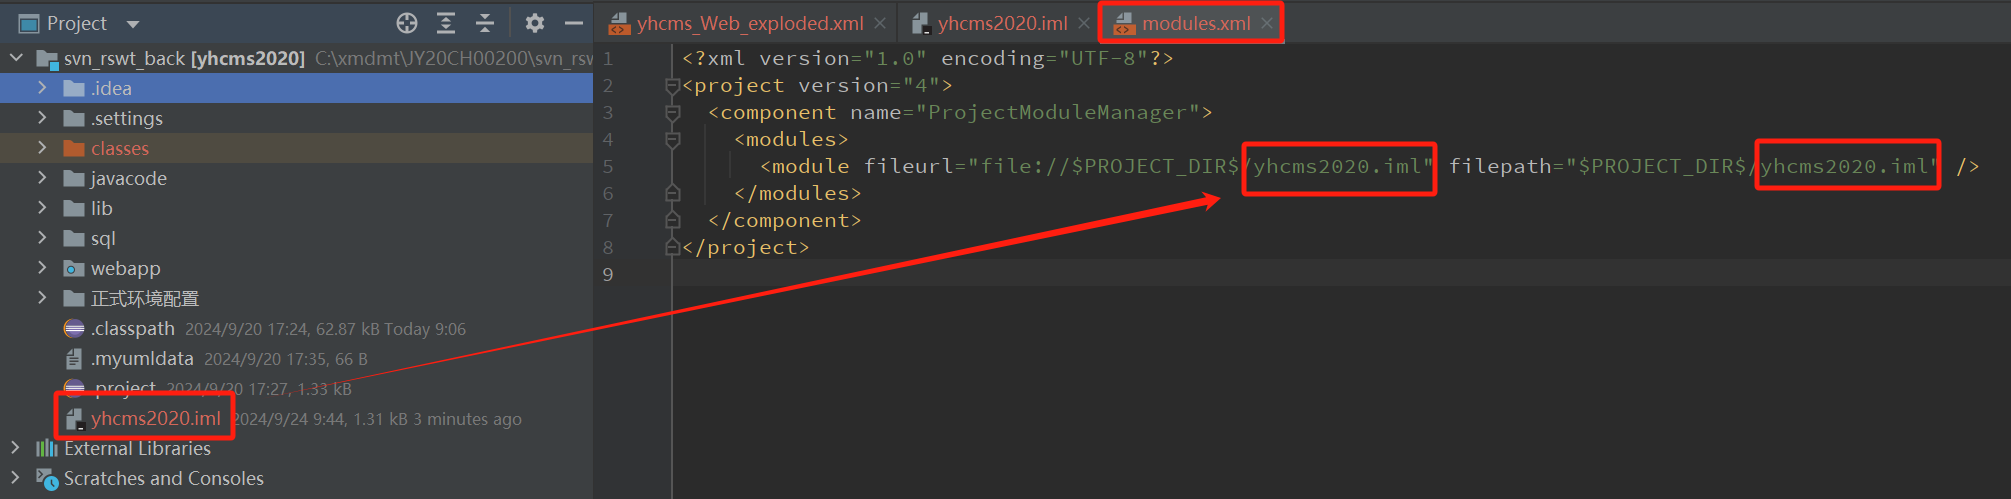 Project
svn_rswt_back [yhcms2020] C:\xmdmt\JY20CH00200\svn_rsw
.idea
.settings
classes
javacode
lib
sql
webapp
正式环境配置
.classpath 2024/9/20 17:24, 62.87 kB Today 9:06
.myumldata 2024/9/20 17:35, 66 B
.project 2024/9/20 17:27, 1.33 kB
yhcms2020.iml 2024/9/24 9:44, 1.31 kB 3 minutes ago
External Libraries
Scratches and Consoles
yhcms_Web_exploded.xml yhcms2020.iml modules.xml
1 <?xml version="1.0" encoding="UTF-8"?>
2 <project version="4">
3 <component name="ProjectModuleManager">
4 <modules>
5 <module fileurl="file://$PROJECT_DIR$/yhcms2020.iml" filepath="$PROJECT_DIR$/yhcms2020.iml" />
6 </modules>
7 </component>
8 </project>
9